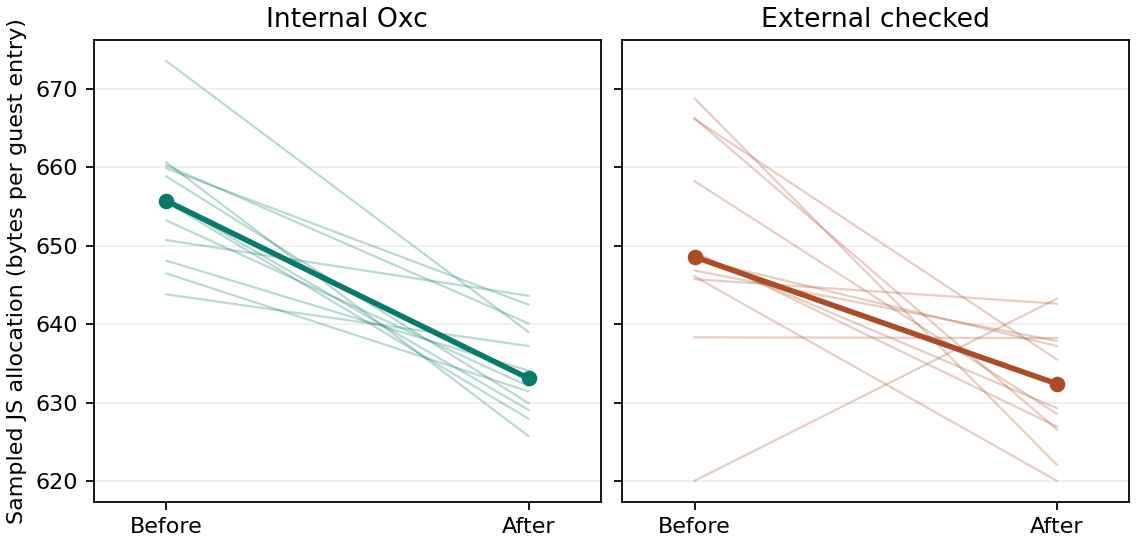 Internal Oxc
External checked
Sampled JS allocation (bytes per guest entry)
670
660
650
640
630
620
Before
After
Before
After